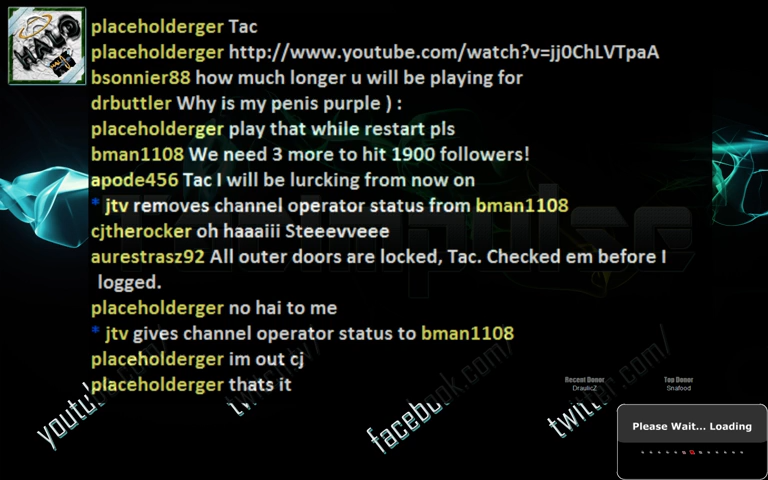 HALO
placeholderger Tac
placeholderger http://www.youtube.com/watch?v=jj0ChLVTpaA
bsonnier88 how much longer u will be playing for
drbuttler Why is my penis purple ) :
placeholderger play that while restart pls
bman1108 We need 3 more to hit 1900 followers!
apode456 Tac I will be lurcking from now on
* jtv removes channel operator status from bman1108
cjtherocker oh haaiii Steeevveee
aurestrasz92 All outer doors are locked, Tac. Checked em before I
logged.
placeholderger no hai to me
* jtv gives channel operator status to bman1108
placeholderger im out cj
placeholderger thats it
Recent Donor
DraulicZ
Top Donor
Snafood
facebook.com/
twitter.com/
Please Wait... Loading